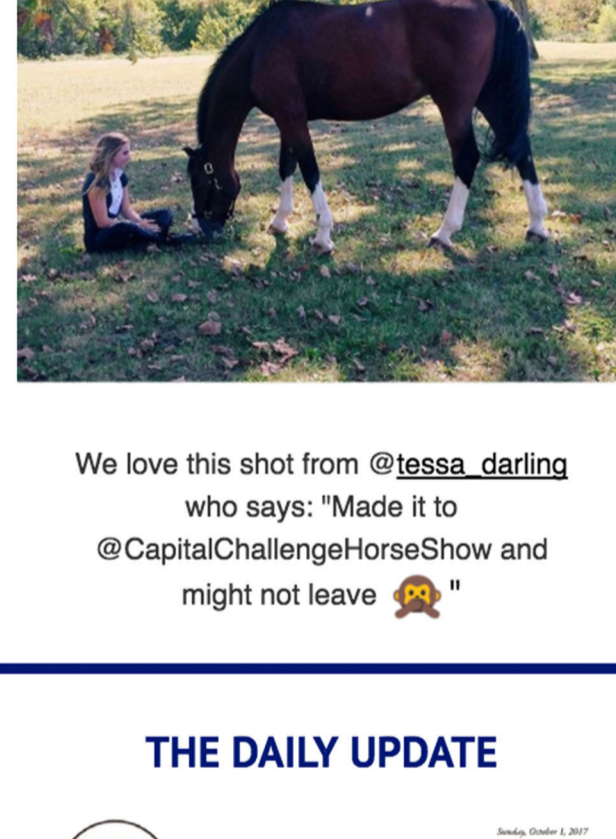 We love this shot from @tessa_darling
who says: "Made it to
@CapitalChallengeHorseShow and
might not leave 🙊"
THE DAILY UPDATE
Sunday, October 1, 2017